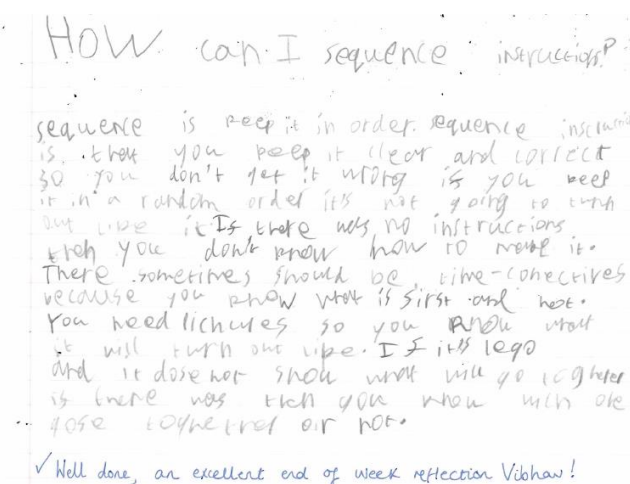 HOW can I sequence instructions?
sequence is keep it in order. sequence
is that you keep it clear and correct
so you don't get it wrong is you keep
it in a random order it's not going to turn
out like it If there was no instructions
then you don't know how to make it.
There sometimes should be time-conectives
because you know what is first and next.
You need pichures so you know what
it will turn out like. If it's lego
and it dose not show what will go together
is there was then you know wich one
gose together or not.
✓ Well done, an excellent end of week reflection Vibhav!